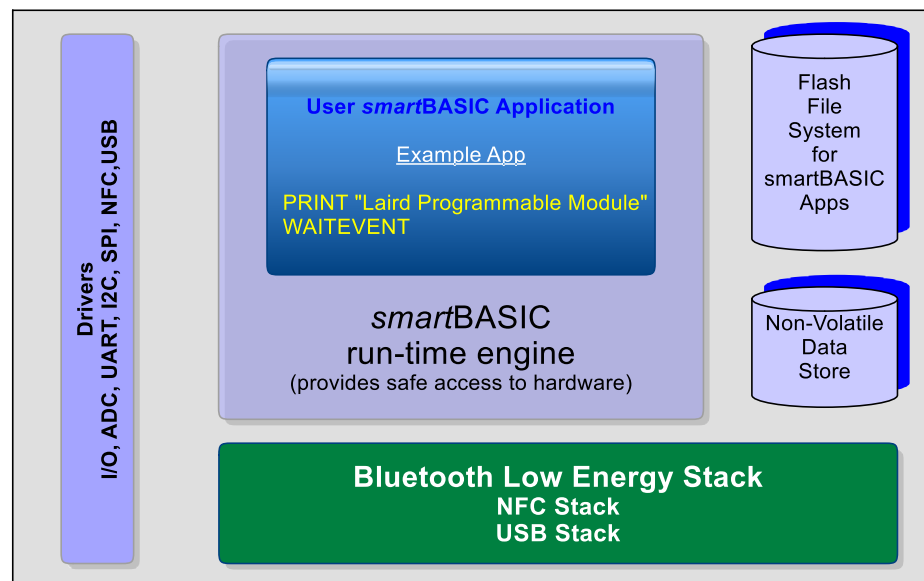 Drivers
I/O, ADC, UART, I2C, SPI, NFC,USB
User smartBASIC Application
Example App
PRINT "Laird Programmable Module"
WAITEVENT
smartBASIC
run-time engine
(provides safe access to hardware)
Flash
File
System
for
smartBASIC
Apps
Non-Volatile
Data
Store
Bluetooth Low Energy Stack
NFC Stack
USB Stack